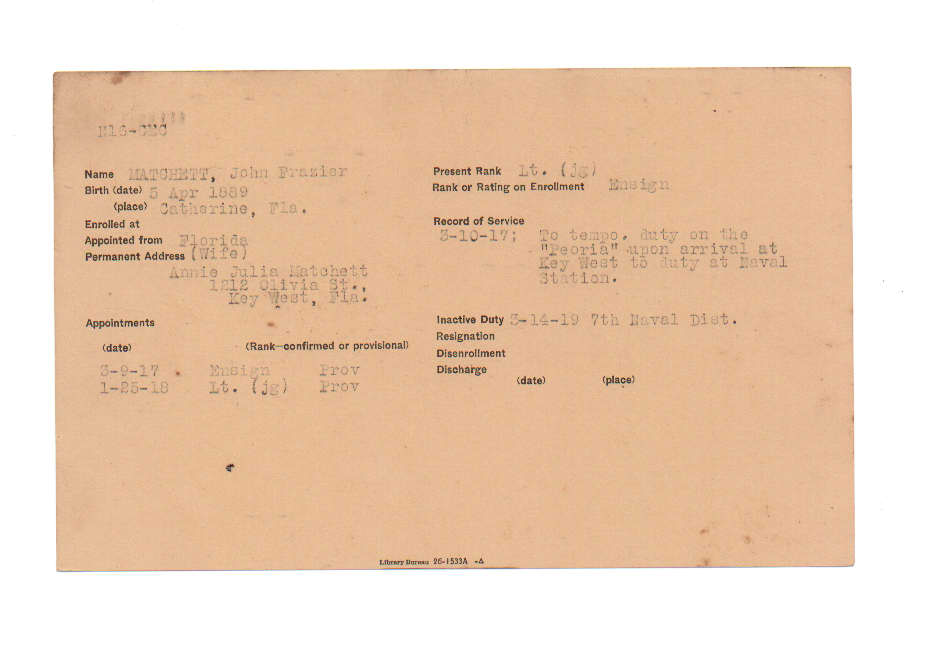 N16-CEC
Name MATCHETT, John Frazier
Birth (date) 5 Apr 1889
(place) Catherine, Fla.
Enrolled at
Appointed from Florida
Permanent Address (Wife)
Annie Julia Matchett
1212 Olivia St.,
Key West, Fla.
Appointments
(date) (Rank—confirmed or provisional)
3-9-17 Ensign Prov
1-25-18 Lt. (jg) Prov
Present Rank Lt. (jg)
Rank or Rating on Enrollment Ensign
Record of Service
3-10-17; To tempo. duty on the
"Peoria" upon arrival at
Key West to duty at Naval
Station.
Inactive Duty 3-14-19 7th Naval Dist.
Resignation
Disenrollment
Discharge
(date) (place)
Library Bureau 26-1533A